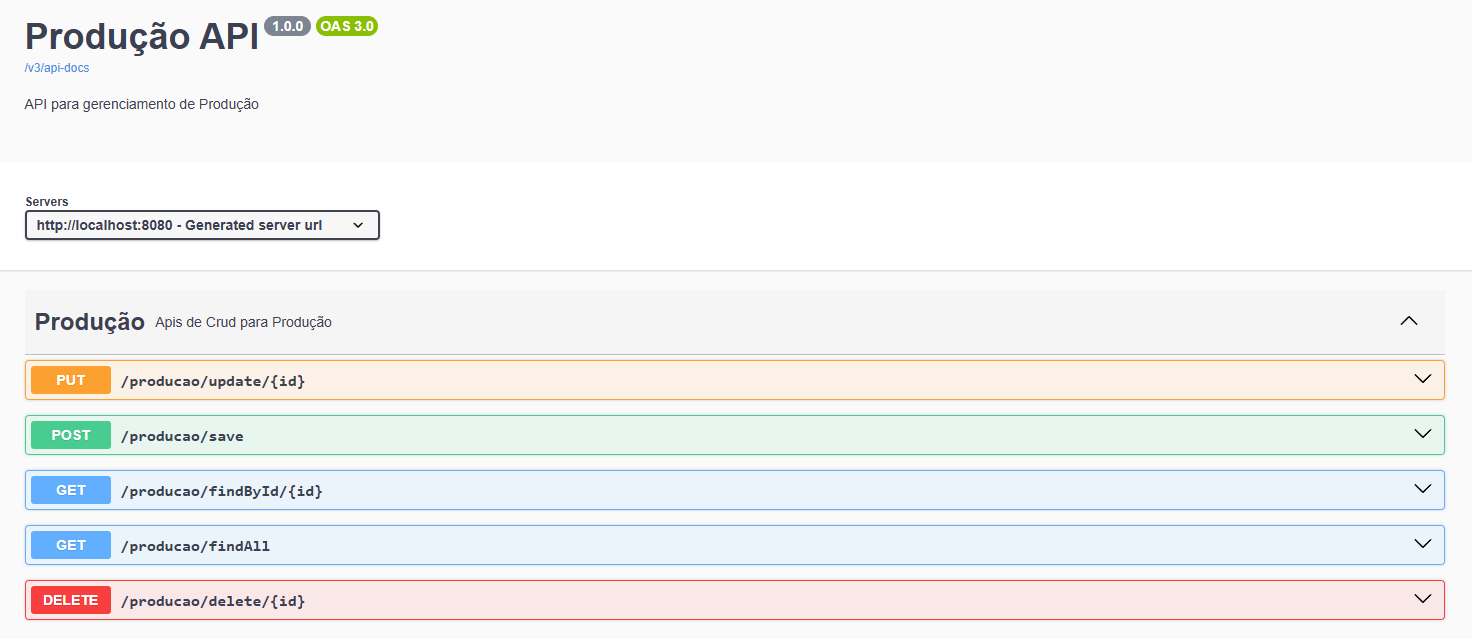 Produção API 1.0.0 OAS 3.0
/v3/api-docs
API para gerenciamento de Produção
Servers
http://localhost:8080 - Generated server url
Produção Apis de Crud para Produção
PUT /producao/update/{id}
POST /producao/save
GET /producao/findById/{id}
GET /producao/findAll
DELETE /producao/delete/{id}